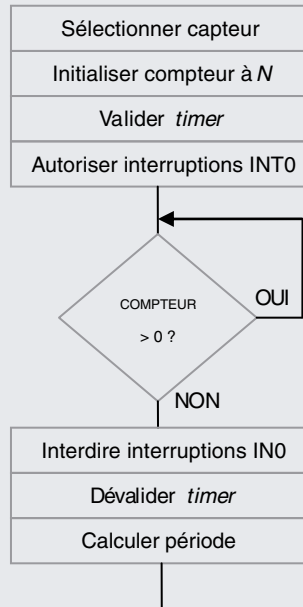 Sélectionner capteur
Initialiser compteur à N
Valider timer
Autoriser interruptions INT0
COMPTEUR
> 0 ?
OUI
NON
Interdire interruptions IN0
Dévalider timer
Calculer période